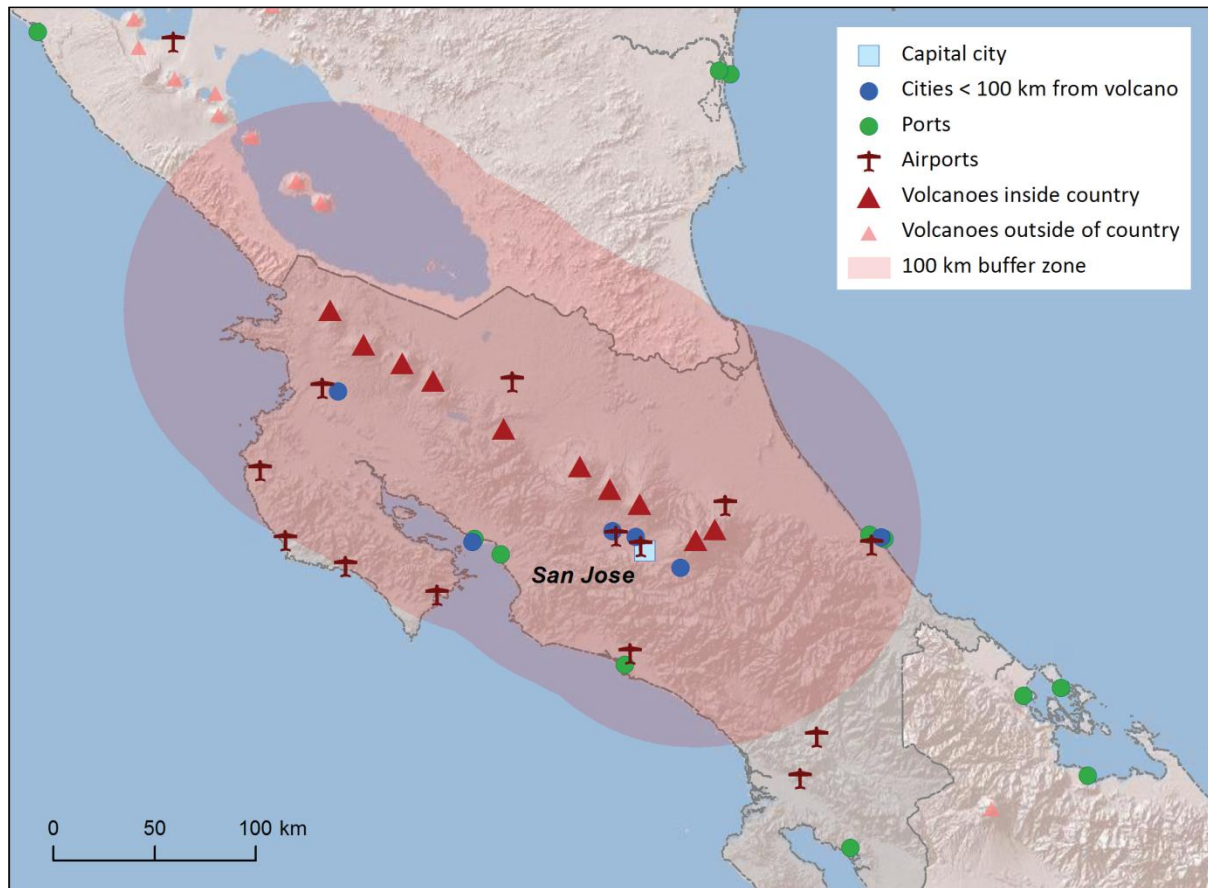 Capital city
Cities < 100 km from volcano
Ports
Airports
Volcanoes inside country
Volcanoes outside of country
100 km buffer zone
San Jose
0 50 100 km